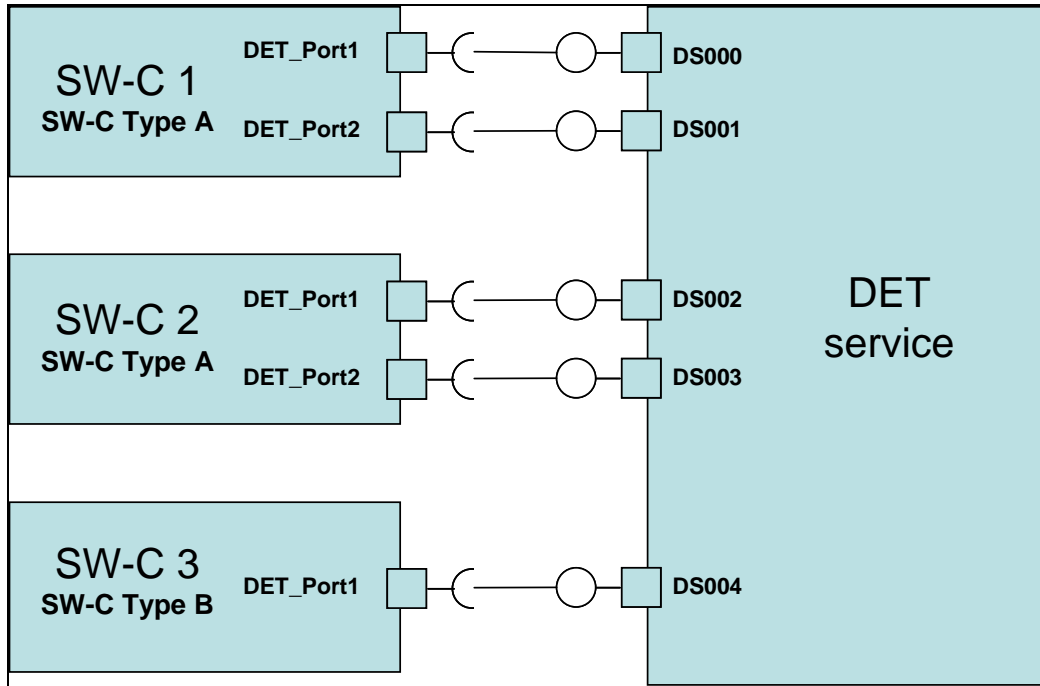 SW-C 1
SW-C Type A
DET_Port1
DS000
DET_Port2
DS001
SW-C 2
SW-C Type A
DET_Port1
DS002
DET_Port2
DS003
SW-C 3
SW-C Type B
DET_Port1
DS004
DET
service